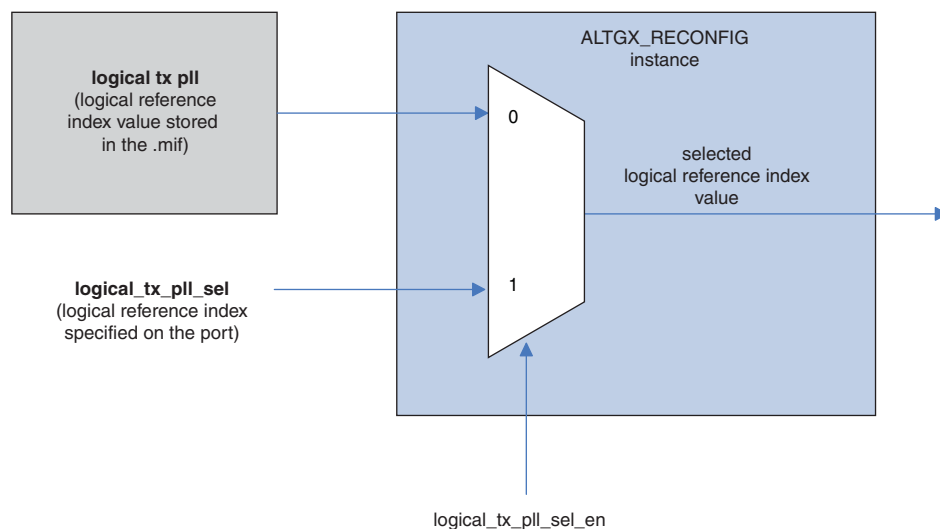 ALTGX_RECONFIG
instance
logical tx pll
(logical reference
index value stored
in the .mif)
0
selected
logical reference index
value
logical_tx_pll_sel
(logical reference index
specified on the port)
1
logical_tx_pll_sel_en